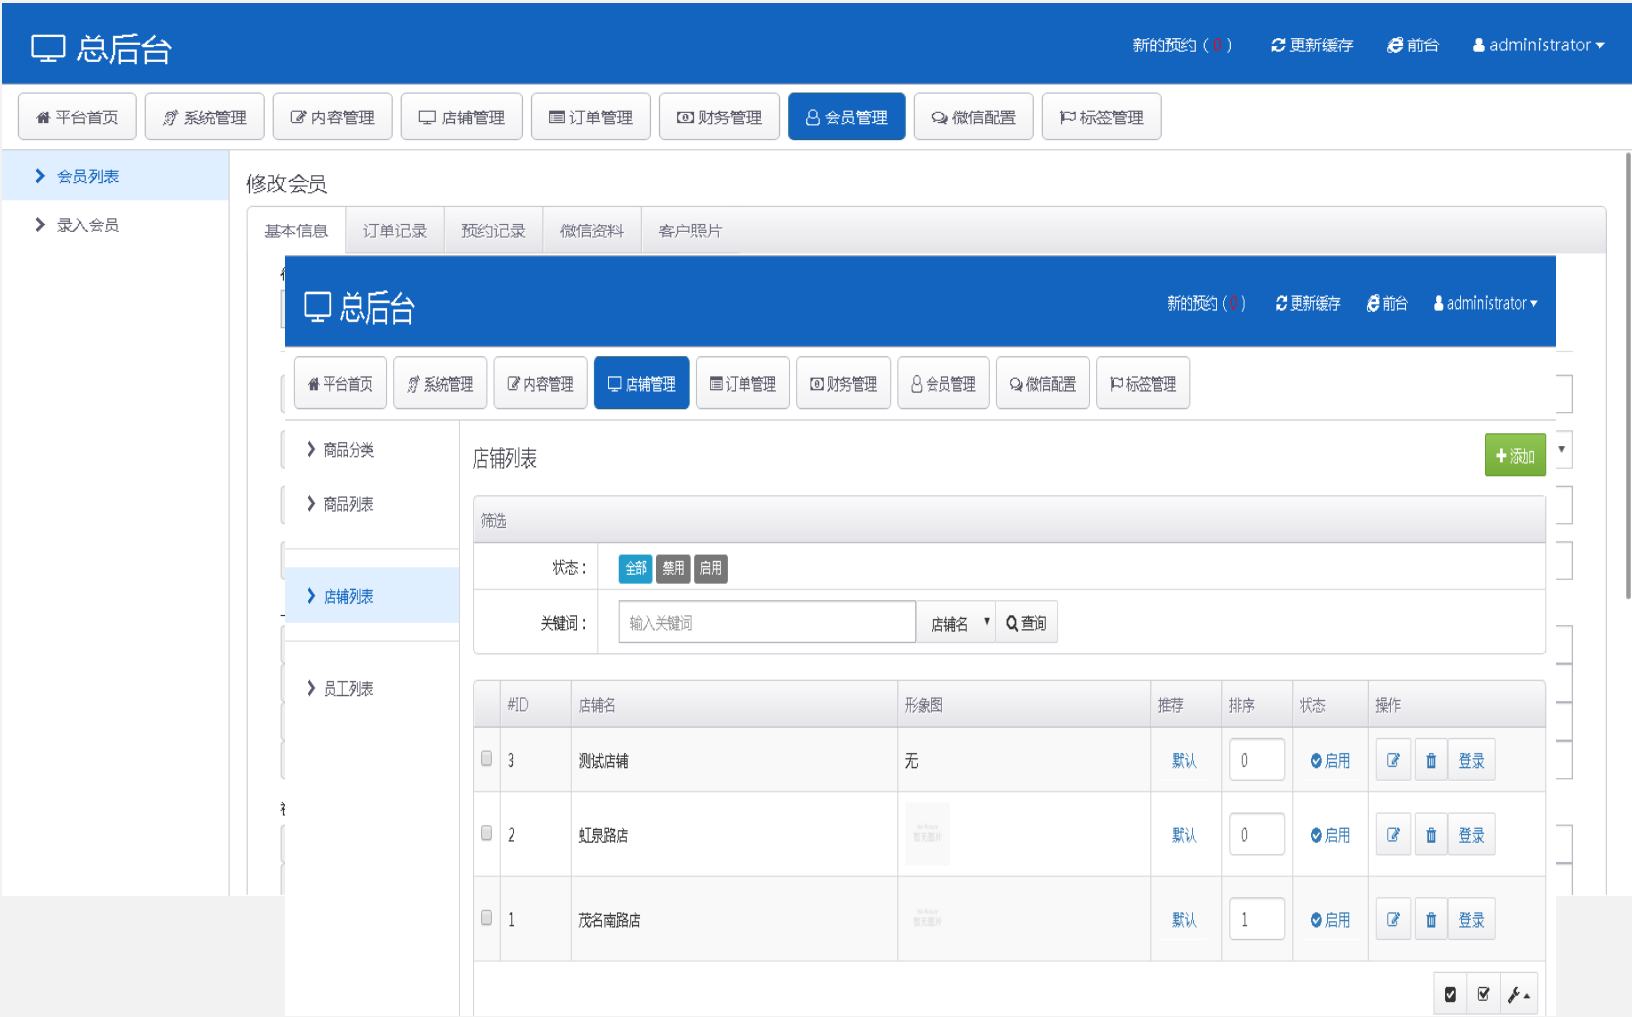 总后台 新的预约（0） 更新缓存 前台 administrator
平台首页 系统管理 内容管理 店铺管理 订单管理 财务管理 会员管理 微信配置 标签管理
会员列表
录入会员
修改会员
基本信息 订单记录 预约记录 微信资料 客户照片
总后台 新的预约（ ） 更新缓存 前台 administrator
平台首页 系统管理 内容管理 店铺管理 订单管理 财务管理 会员管理 微信配置 标签管理
商品分类
商品列表
店铺列表
员工列表
店铺列表 添加
筛选
状态： 全部 禁用 启用
关键词： 输入关键词 店铺名 查询
#ID 店铺名 形象图 推荐 排序 状态 操作
3 测试店铺 无 默认 0 启用 登录
2 虹泉路店 暂无图片 默认 0 启用 登录
1 茂名南路店 暂无图片 默认 1 启用 登录